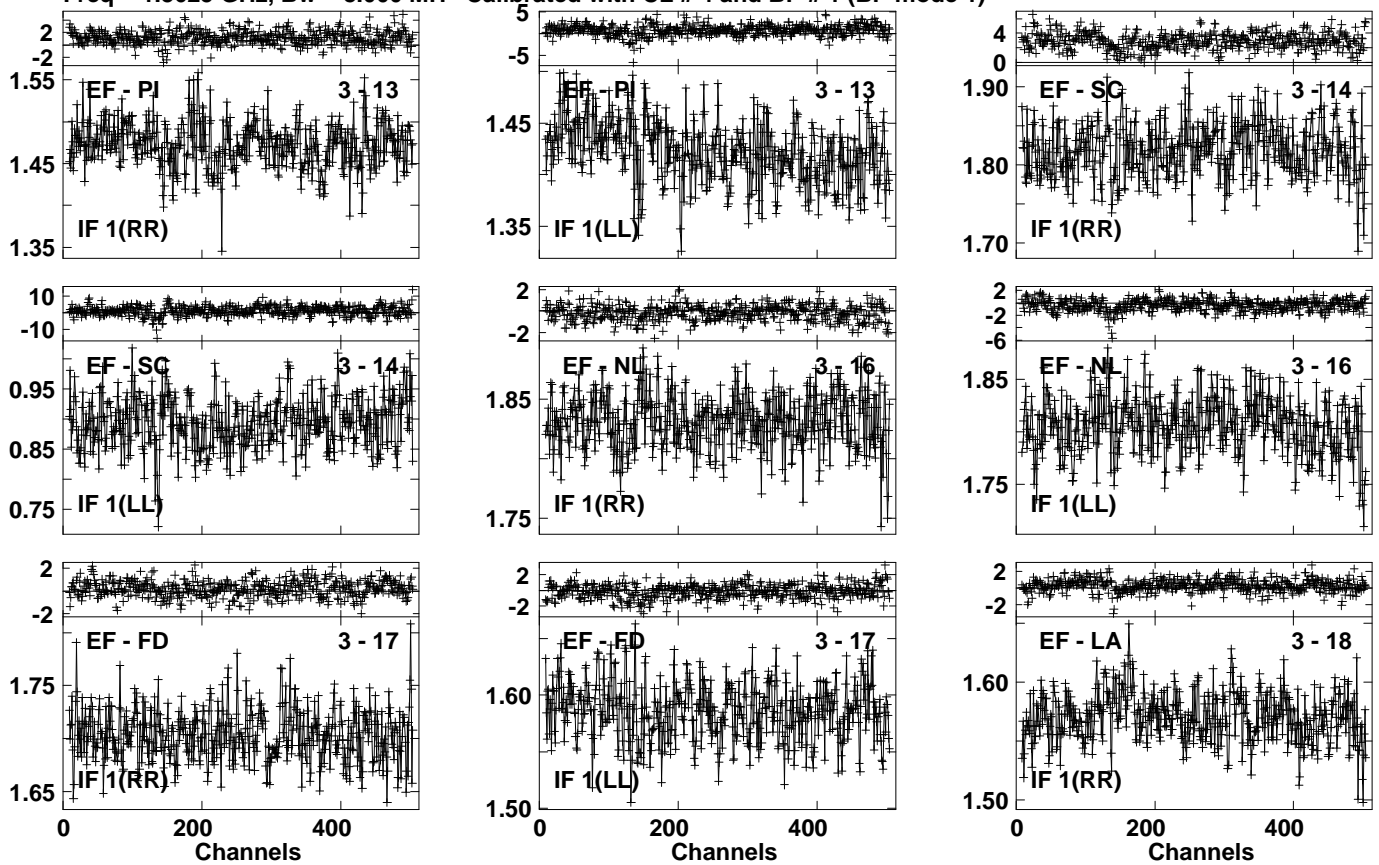 2
-2
1.55
1.45
1.35
EF - PI
3 - 13
IF 1(RR)
5
-5
1.45
1.35
EF - PI
3 - 13
IF 1(LL)
4
0
1.90
1.80
1.70
EF - SC
3 - 14
IF 1(RR)
10
-10
0.95
0.85
0.75
EF - SC
3 - 14
IF 1(LL)
2
-2
1.85
1.75
EF - NL
3 - 16
IF 1(RR)
2
-2
-6
1.85
1.75
EF - NL
3 - 16
IF 1(LL)
2
-2
1.75
1.65
EF - FD
3 - 17
IF 1(RR)
0 200 400
Channels
2
-2
1.60
1.50
EF - FD
3 - 17
IF 1(LL)
0 200 400
Channels
2
-2
1.60
1.50
EF - LA
3 - 18
IF 1(RR)
0 200 400
Channels